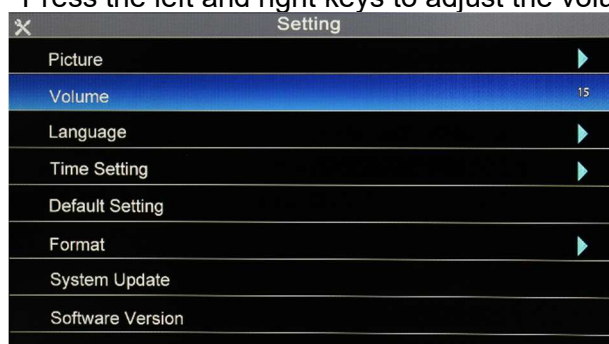 Press the left and right keys to adjust the volu
Setting
Picture
Volume 15
Language
Time Setting
Default Setting
Format
System Update
Software Version